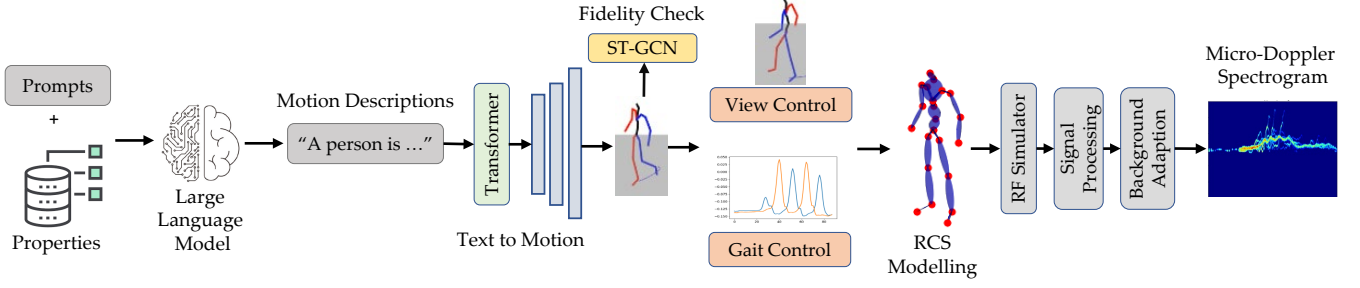 Prompts
+
Properties
Large
Language
Model
Motion Descriptions
“A person is …”
Transformer
Text to Motion
Fidelity Check
ST-GCN
View Control
Gait Control
RCS
Modelling
RF Simulator
Signal
Processing
Background
Adaption
Micro-Doppler
Spectrogram